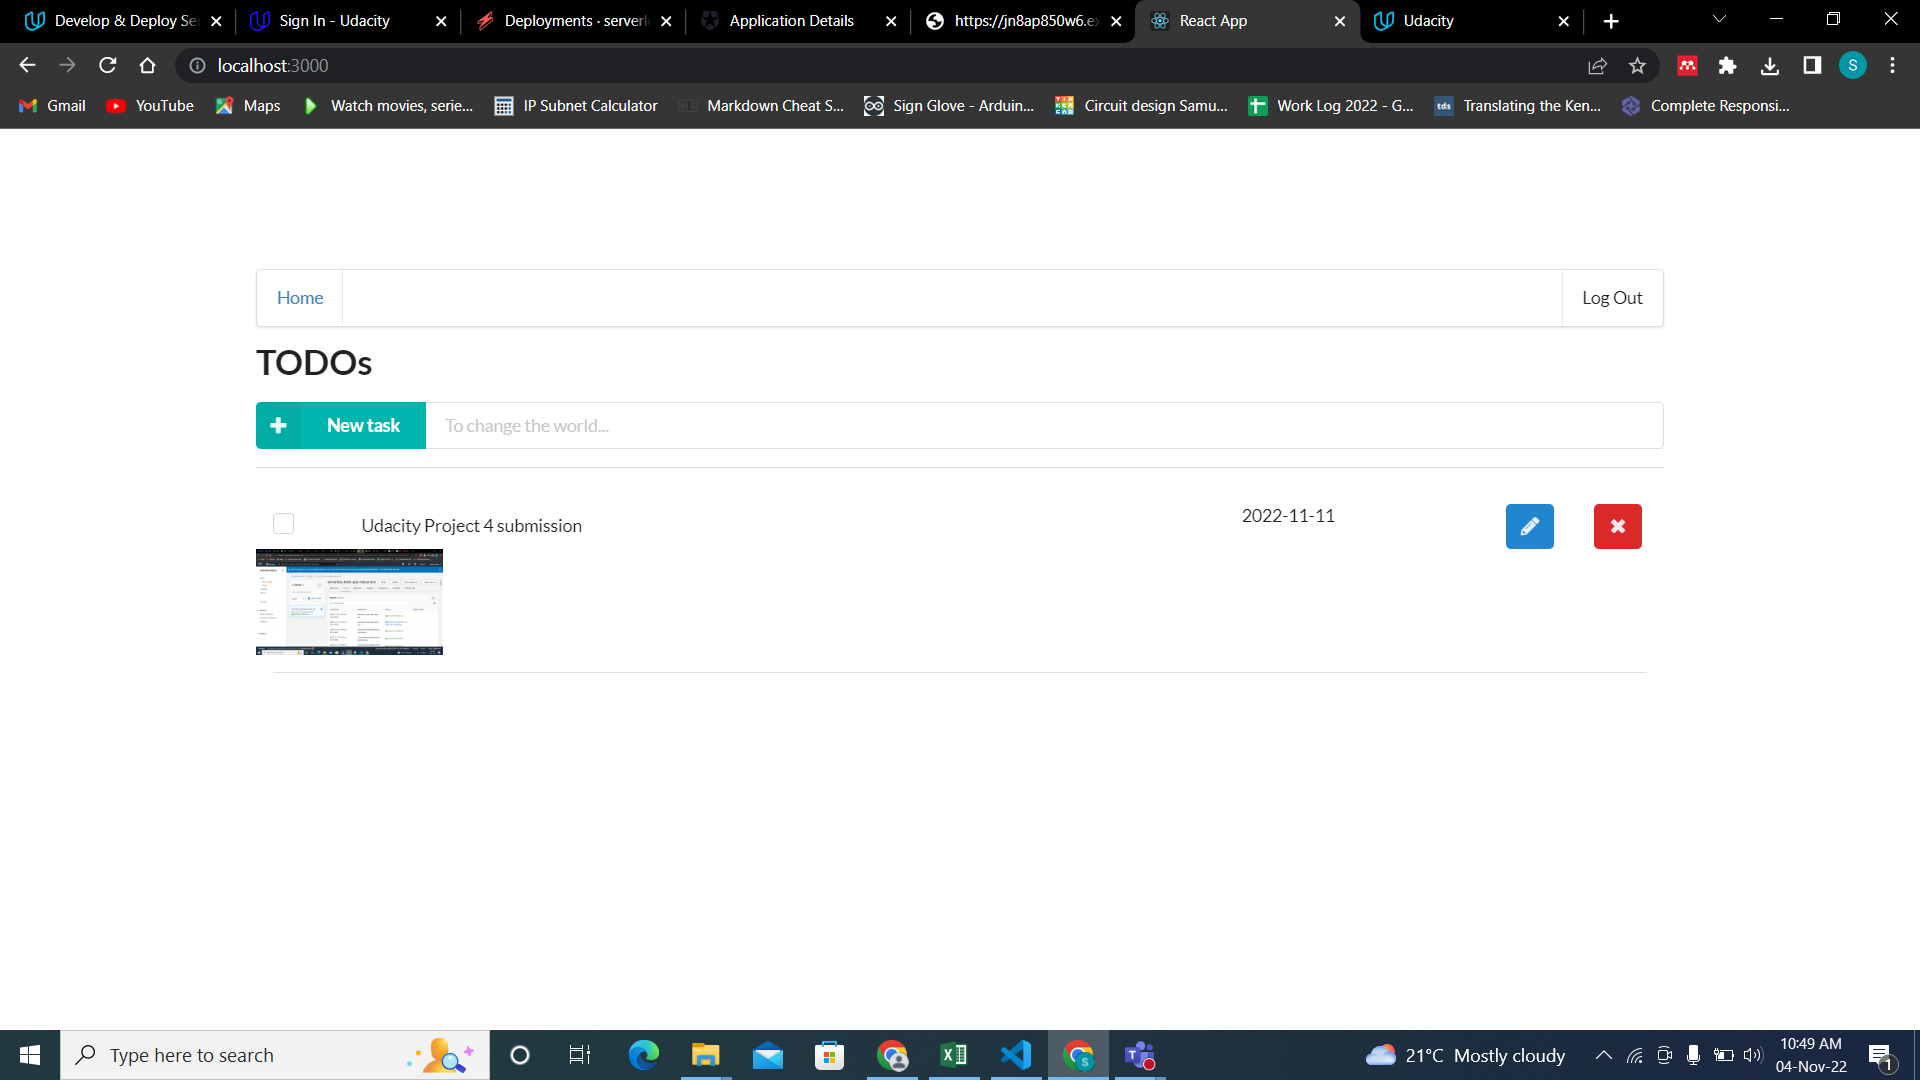 Develop & Deploy Se
Sign In - Udacity
Deployments · serverl
Application Details
https://jn8ap850w6.ex
React App
Udacity
localhost:3000
S
Gmail
YouTube
Maps
Watch movies, serie...
IP Subnet Calculator
Markdown Cheat S...
Sign Glove - Arduin...
Circuit design Samu...
Work Log 2022 - G...
tds
Translating the Ken...
Complete Responsi...
Home
Log Out
TODOs
New task
To change the world...
Udacity Project 4 submission
2022-11-11
Type here to search
21°C Mostly cloudy
10:49 AM
04-Nov-22
1